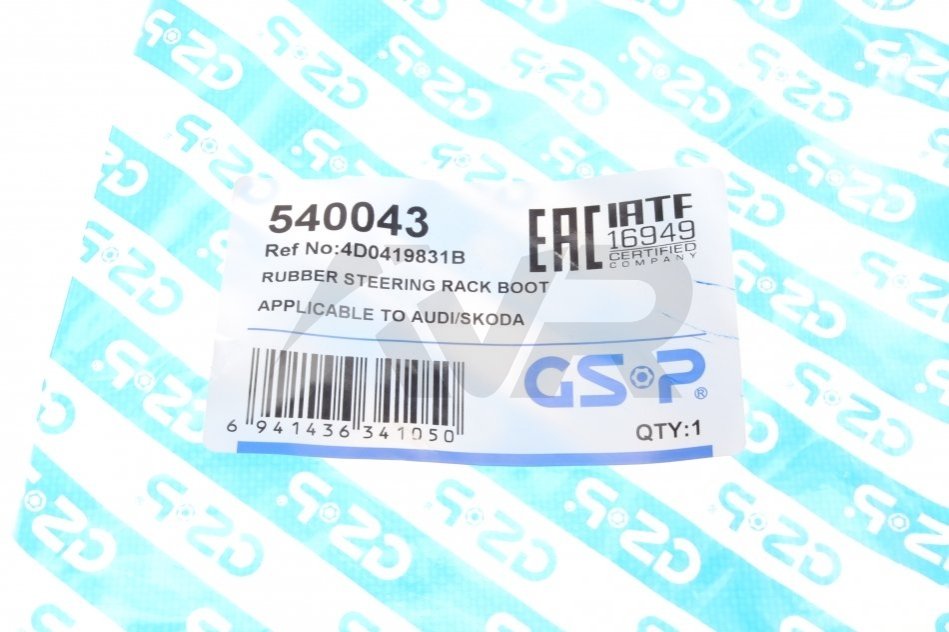 540043
Ref No:4D0419831B
RUBBER STEERING RACK BOOT
APPLICABLE TO AUDI/SKODA
EAC
IATF
16949
CERTIFIED
COMPANY
GSP®
6 941436 341050
QTY:1